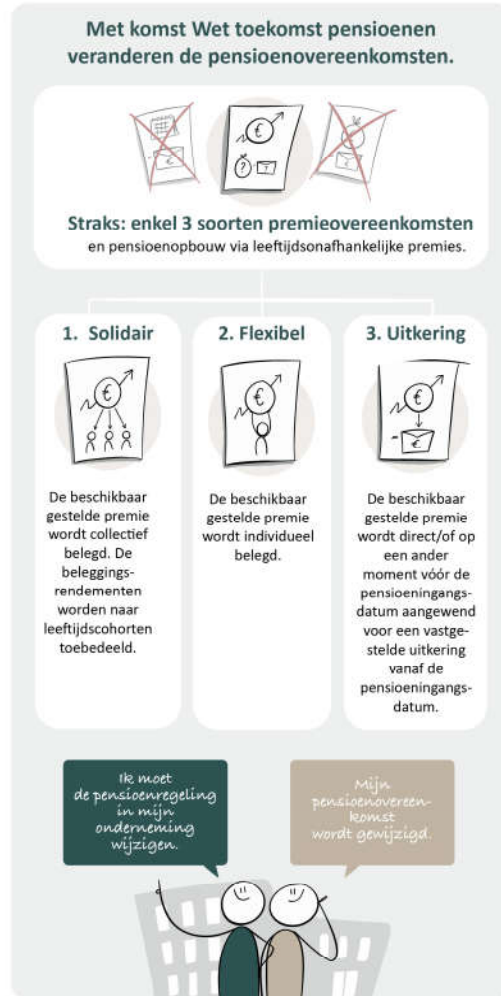 Met komst Wet toekomst pensioenen
veranderen de pensioenovereenkomsten.
€
? €
Straks: enkel 3 soorten premieovereenkomsten
en pensioenopbouw via leeftijdsonafhankelijke premies.
1. Solidair
€
De beschikbaar
gestelde premie
wordt collectief
belegd. De
beleggings-
rendementen
worden naar
leeftijdscohorten
toebedeeld.
2. Flexibel
€
De beschikbaar
gestelde premie
wordt individueel
belegd.
3. Uitkering
€
€
De beschikbaar
gestelde premie
wordt direct/of op
een ander
moment vóór de
pensioeningangs-
datum aangewend
voor een vastge-
stelde uitkering
vanaf de
pensioeningangs-
datum.
Ik moet
de pensioenregeling
in mijn
onderneming
wijzigen.
Mijn
pensioenovereen-
komst
wordt gewijzigd.